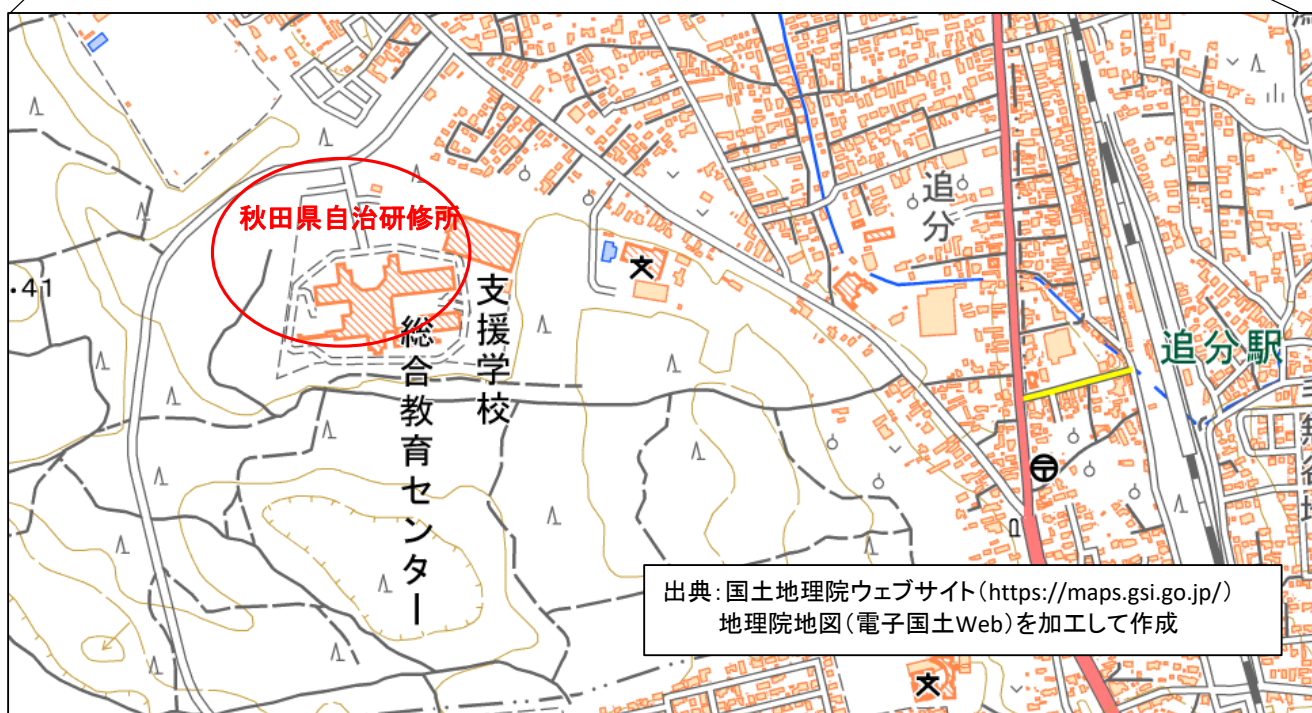 秋田県自治研修所
・41
支援学校
総合教育センター
追分
追分駅
出典：国土地理院ウェブサイト（https://maps.gsi.go.jp/）
地理院地図（電子国土Web）を加工して作成